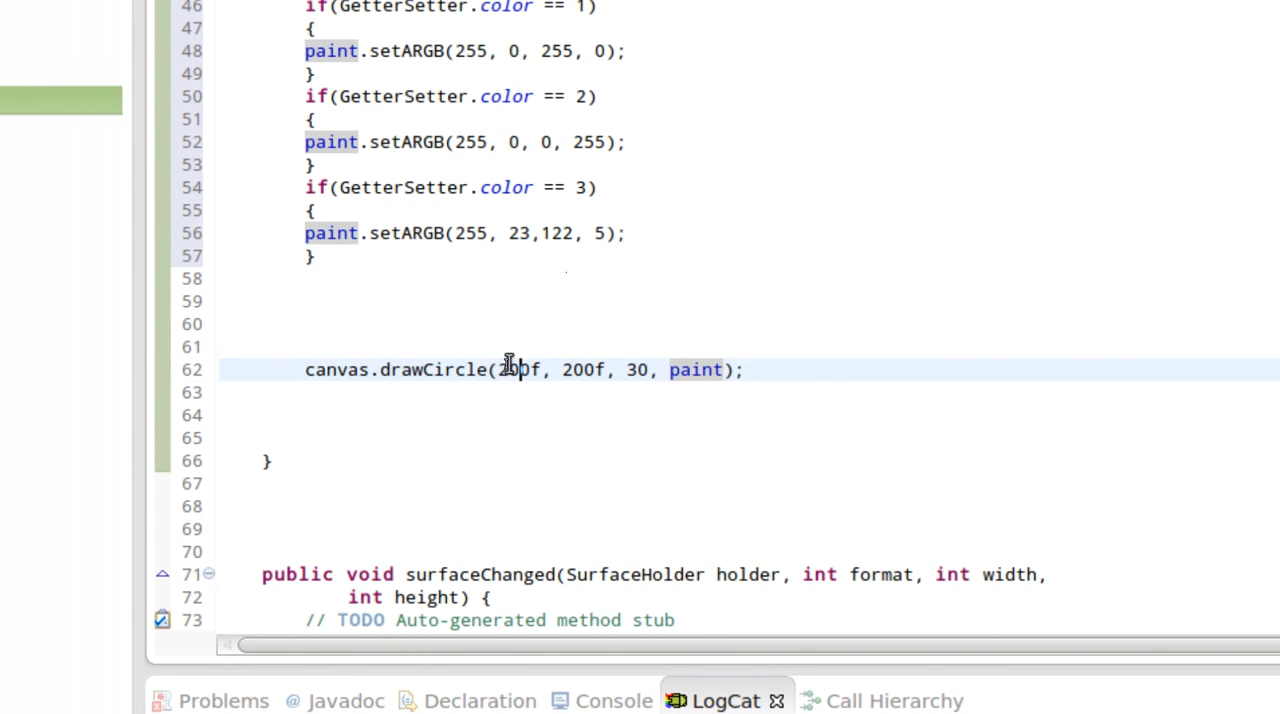 46 if(GetterSetter.color == 1)
47 {
48 paint.setARGB(255, 0, 255, 0);
49 }
50 if(GetterSetter.color == 2)
51 {
52 paint.setARGB(255, 0, 0, 255);
53 }
54 if(GetterSetter.color == 3)
55 {
56 paint.setARGB(255, 23,122, 5);
57 }
58
59
60
61
62 canvas.drawCircle(200f, 200f, 30, paint);
63
64
65
66 }
67
68
69
70
71 public void surfaceChanged(SurfaceHolder holder, int format, int width,
72 int height) {
73 // TODO Auto-generated method stub
Problems @ Javadoc Declaration Console LogCat Call Hierarchy